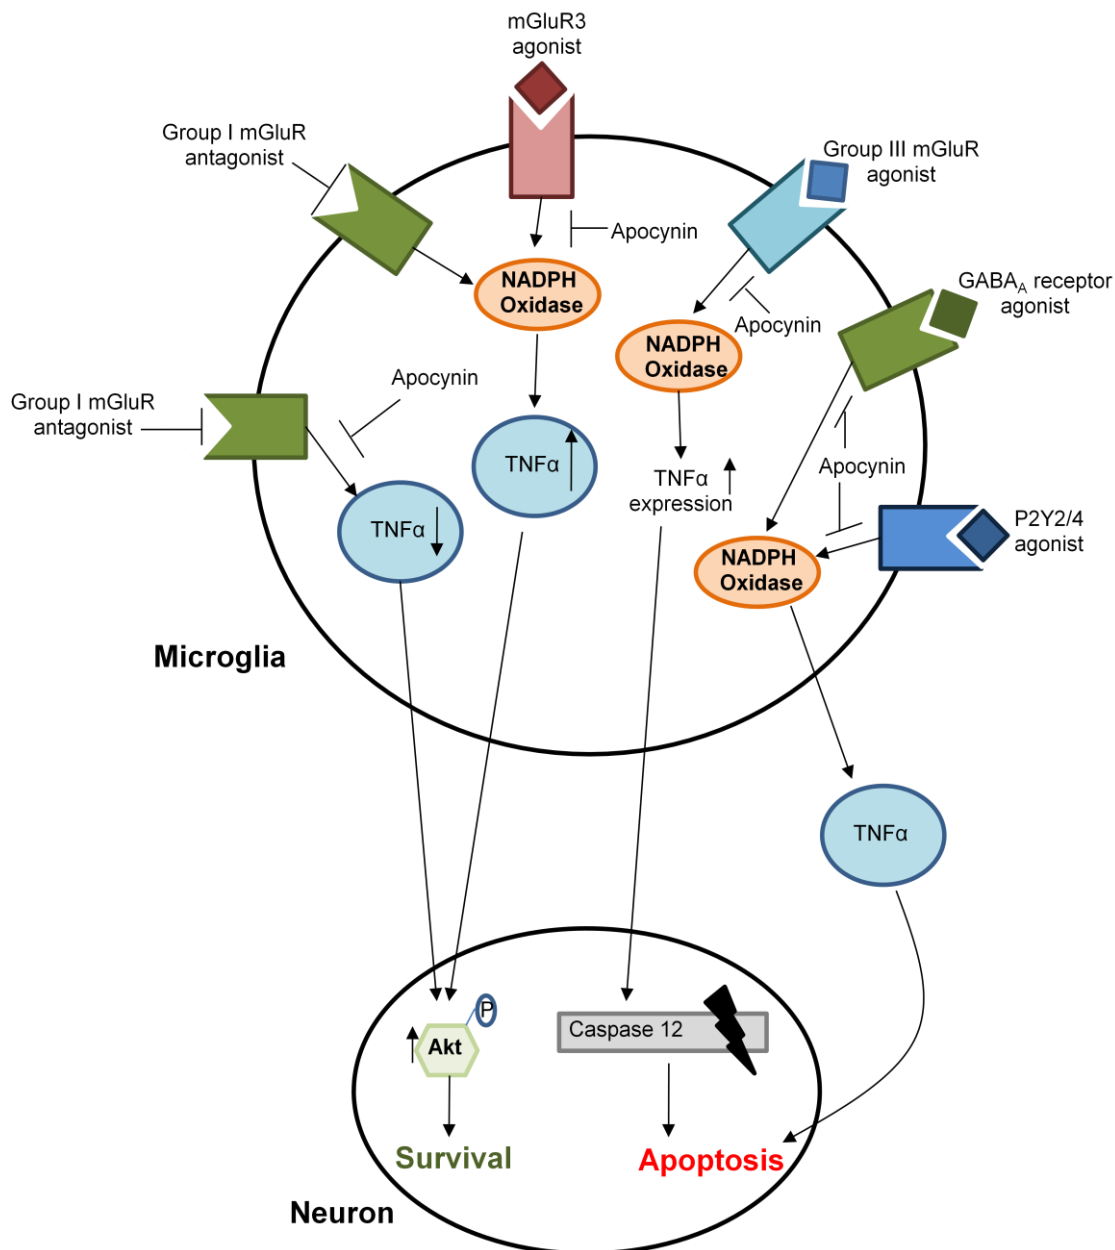 mGluR3
agonist
Group I mGluR
antagonist
Group III mGluR
agonist
Apocynin
NADPH
Oxidase
GABAA receptor
agonist
Apocynin
NADPH
Oxidase
Apocynin
Group I mGluR
antagonist
TNFα
TNFα
expression
Apocynin
P2Y2/4
agonist
TNFα
NADPH
Oxidase
Microglia
TNFα
P
Akt
Caspase 12
Survival
Apoptosis
Neuron